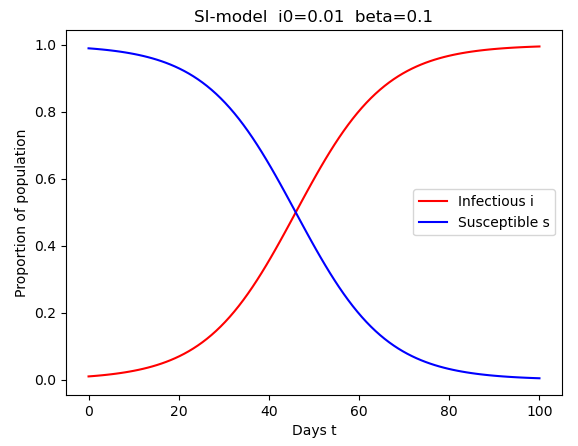 SI-model  i0=0.01  beta=0.1
Proportion of population
1.0
0.8
0.6
0.4
0.2
0.0
Infectious i
Susceptible s
0 20 40 60 80 100
Days t